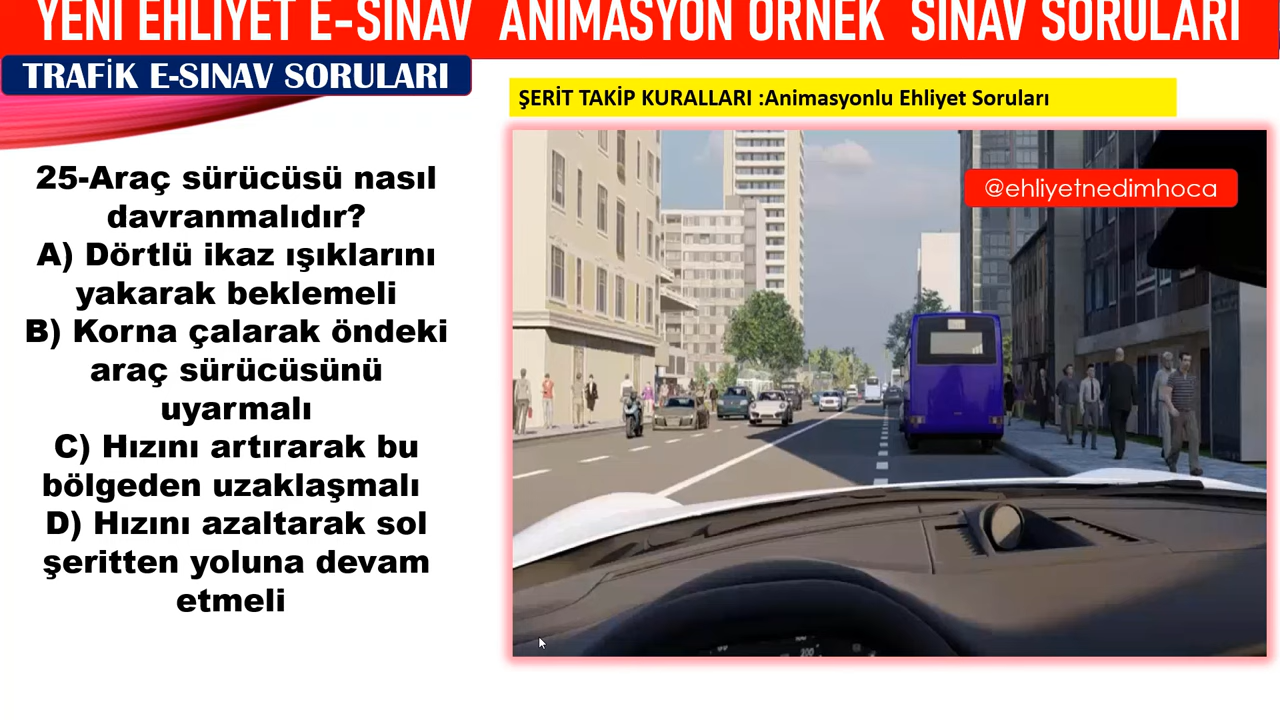 YENİ EHLİYET E-SINAV ANİMASYON ÖRNEK SINAV SORULARI
TRAFİK E-SINAV SORULARI
ŞERİT TAKİP KURALLARI :Animasyonlu Ehliyet Soruları
@ehliyetnedimhoca
25-Araç sürücüsü nasıl
davranmalıdır?
A) Dörtlü ikaz ışıklarını
yakarak beklemeli
B) Korna çalarak öndeki
araç sürücüsünü
uyarmalı
C) Hızını artırarak bu
bölgeden uzaklaşmalı
D) Hızını azaltarak sol
şeritten yoluna devam
etmeli
200